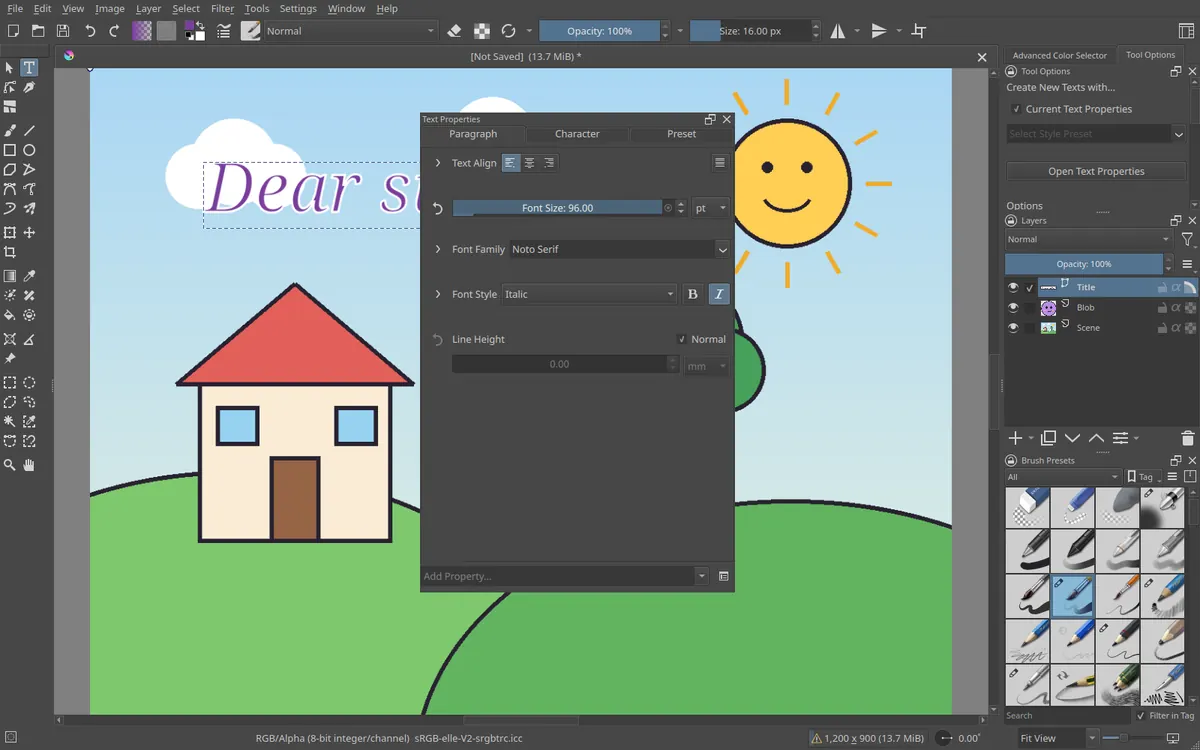 File Edit View Image Layer Select Filter Tools Settings Window Help
Normal
Opacity: 100%
Size: 16.00 px
[Not Saved] (13.7 MiB) *
Advanced Color Selector
Tool Options
Tool Options
Create New Texts with...
Current Text Properties
Select Style Preset
Open Text Properties
Options
Layers
Normal
Opacity: 100%
Title
Blob
Scene
Brush Presets
All
Tag
Search
Filter in Tag
Dear
Text Properties
Paragraph Character Preset
Text Align
Font Size: 96.00 pt
Font Family Noto Serif
Font Style Italic B I
Line Height Normal
0.00 mm
Add Property...
RGB/Alpha (8-bit integer/channel) sRGB-elle-V2-srgbtrc.icc
1,200 x 900 (13.7 MiB)
0.00°
Fit View